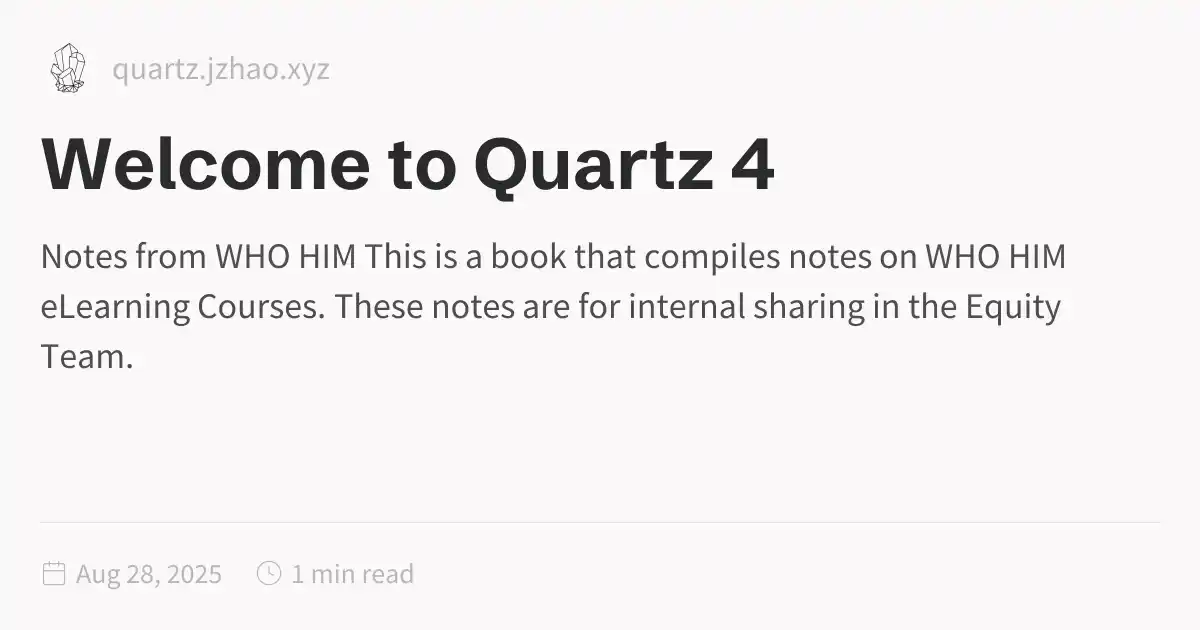 quartz.jzhao.xyz
Welcome to Quartz 4
Notes from WHO HIM This is a book that compiles notes on WHO HIM
eLearning Courses. These notes are for internal sharing in the Equity
Team.
Aug 28, 2025 1 min read